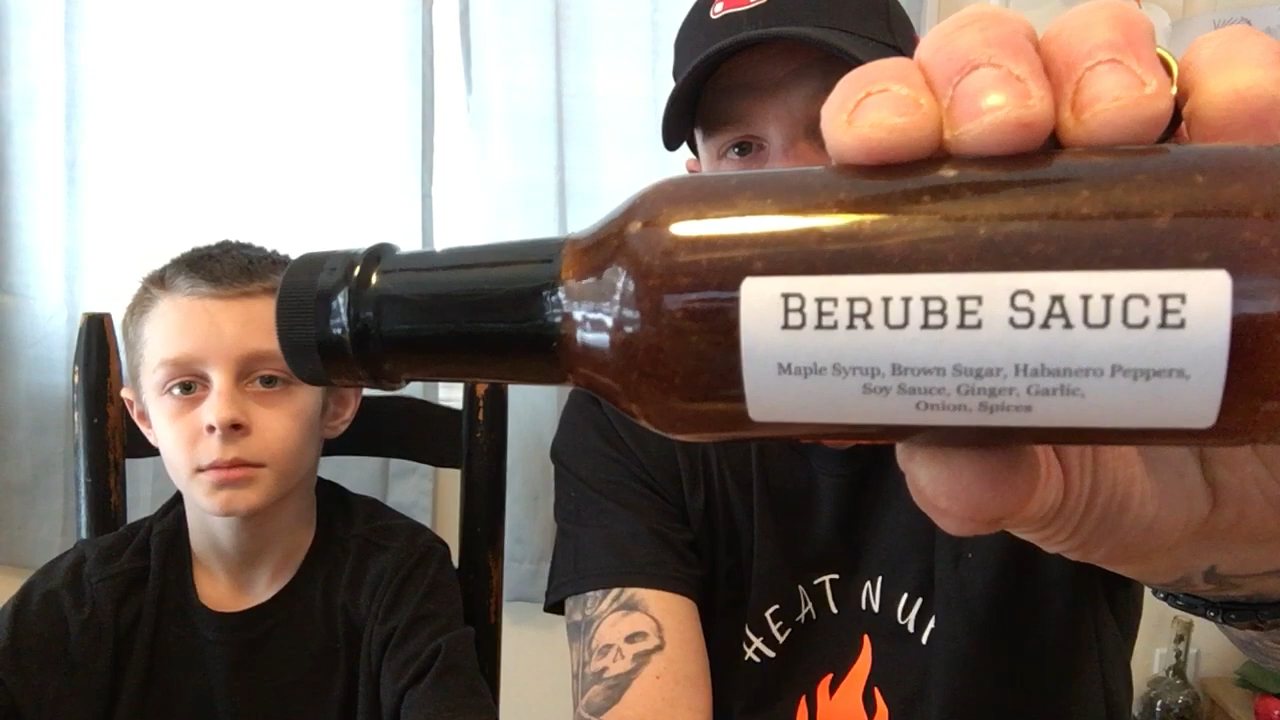 BERUBE SAUCE
Maple Syrup, Brown Sugar, Habanero Peppers,
Soy Sauce, Ginger, Garlic,
Onion, Spices
HEAT NU